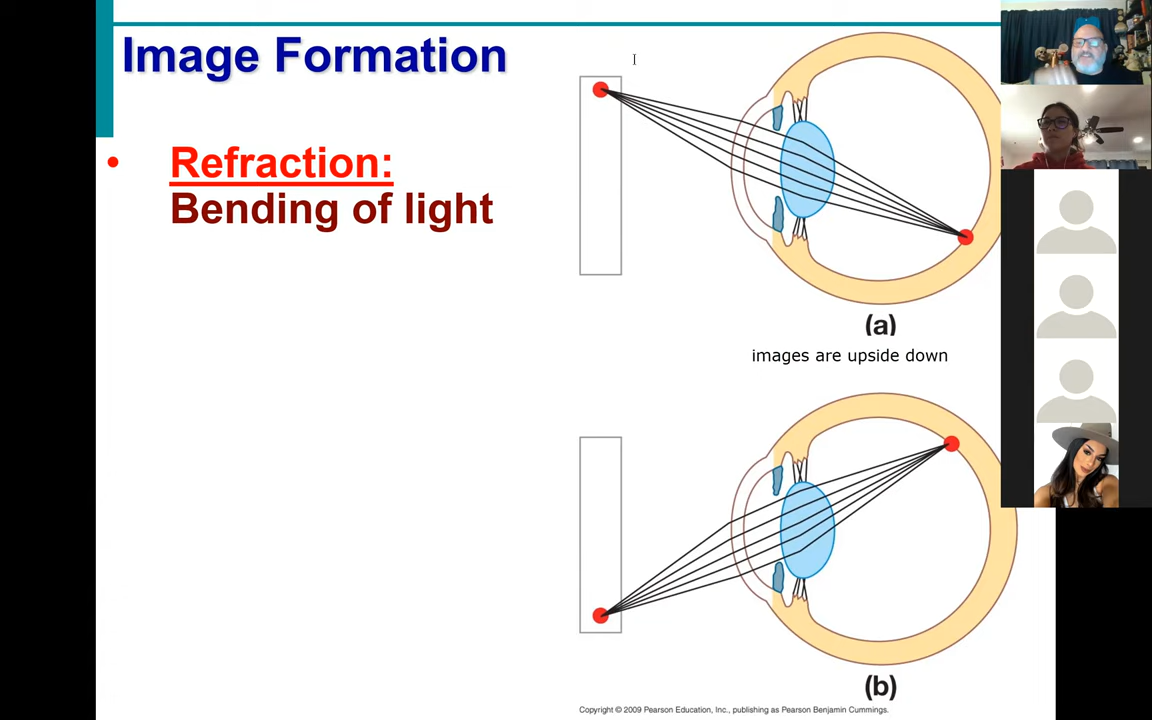 Image Formation
• Refraction:
Bending of light
(a)
images are upside down
(b)
Copyright © 2009 Pearson Education, Inc., publishing as Pearson Benjamin Cummings.